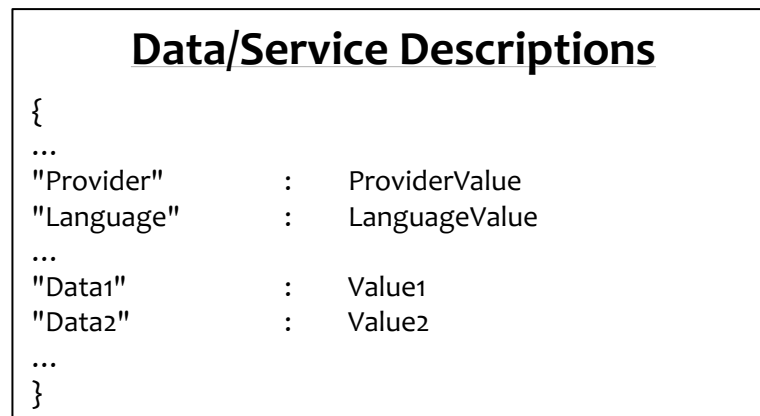 Data/Service Descriptions
{
...
"Provider" : ProviderValue
"Language" : LanguageValue
...
"Data1" : Value1
"Data2" : Value2
...
}